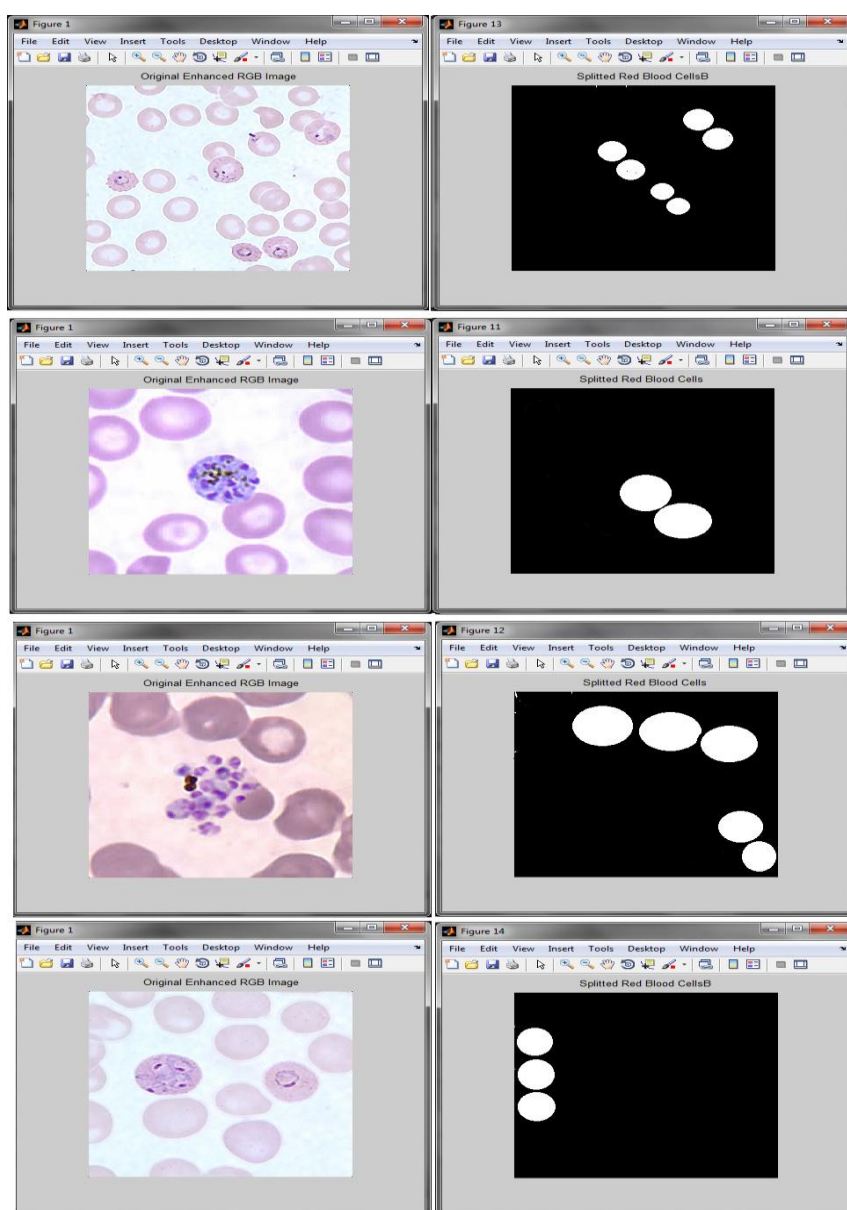 Figure 1
File Edit View Insert Tools Desktop Window Help
Original Enhanced RGB Image
Figure 13
File Edit View Insert Tools Desktop Window Help
Splitted Red Blood CellsB
Figure 1
File Edit View Insert Tools Desktop Window Help
Original Enhanced RGB Image
Figure 11
File Edit View Insert Tools Desktop Window Help
Splitted Red Blood Cells
Figure 1
File Edit View Insert Tools Desktop Window Help
Original Enhanced RGB Image
Figure 12
File Edit View Insert Tools Desktop Window Help
Splitted Red Blood Cells
Figure 1
File Edit View Insert Tools Desktop Window Help
Original Enhanced RGB Image
Figure 14
File Edit View Insert Tools Desktop Window Help
Splitted Red Blood CellsB